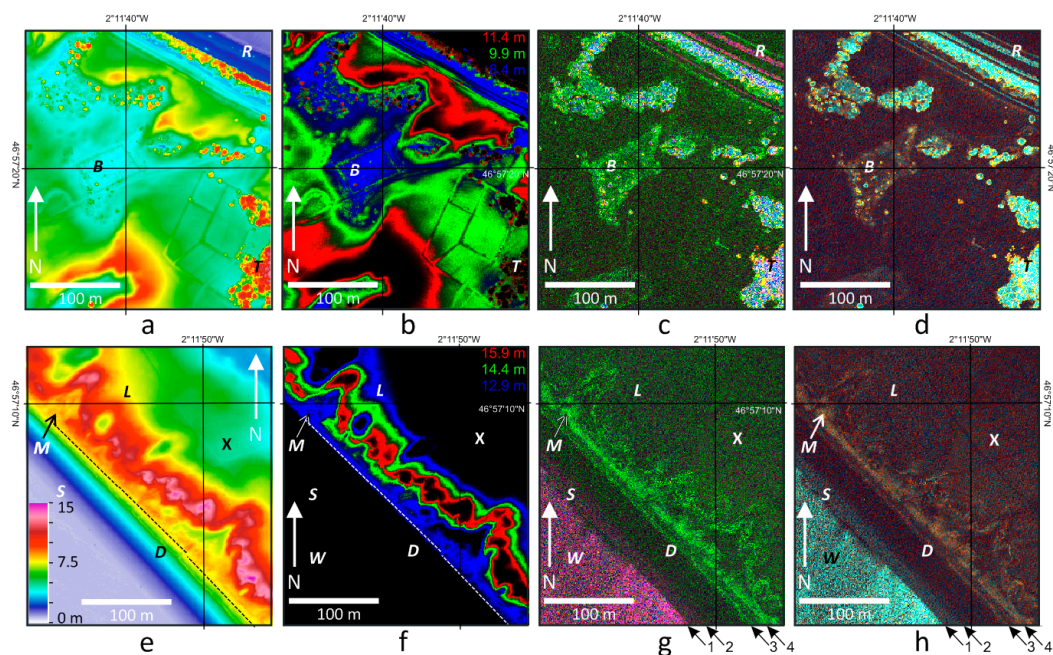 2°11'40"W 2°11'40"W 2°11'40"W 2°11'40"W
R 11.4 m R R
9.9 m
8.4 m
46°57'20"N B B 46°57'20"N B B 46°57'20"N
N T N T N T N T
100 m 100 m 100 m 100 m
a b c d
2°11'50"W 2°11'50"W 2°11'50"W 2°11'50"W
15.9 m
14.4 m
12.9 m
L N L L L
46°57'10"N 46°57'10"N 46°57'10"N
M X M X M X M X
S S S S
15
7.5
0 m
D W D W D W D
N N N
100 m 100 m 100 m 100 m
e f g 1 2 3 4 h 1 2 3 4